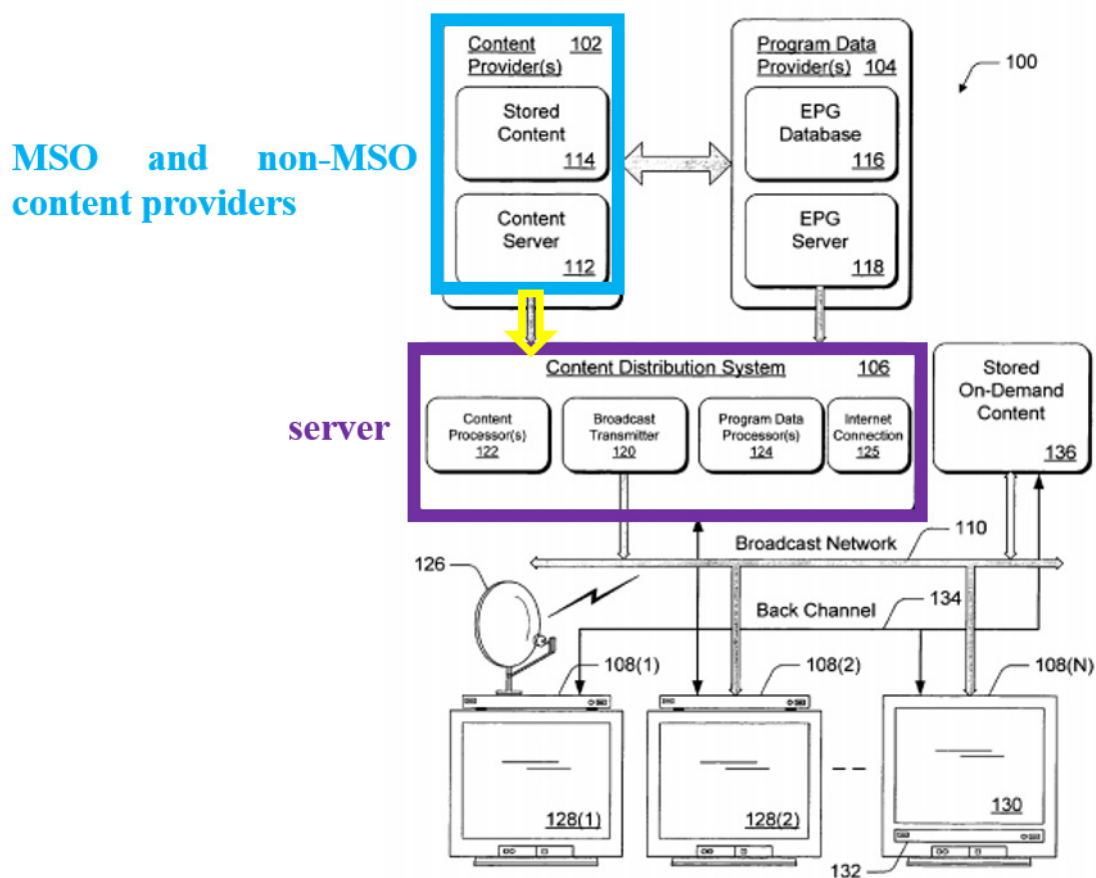 Content 102
Provider(s)
Stored
Content
114
Content
Server
112
Program Data
Provider(s) 104
EPG
Database
116
EPG
Server
118
100
MSO and non-MSO
content providers
Content Distribution System 106
server
Content
Processor(s)
122
Broadcast
Transmitter
120
Program Data
Processor(s)
124
Internet
Connection
125
Stored
On-Demand
Content
136
110
Broadcast Network
126
Back Channel
134
108(1)
108(2)
108(N)
128(1)
128(2)
130
132